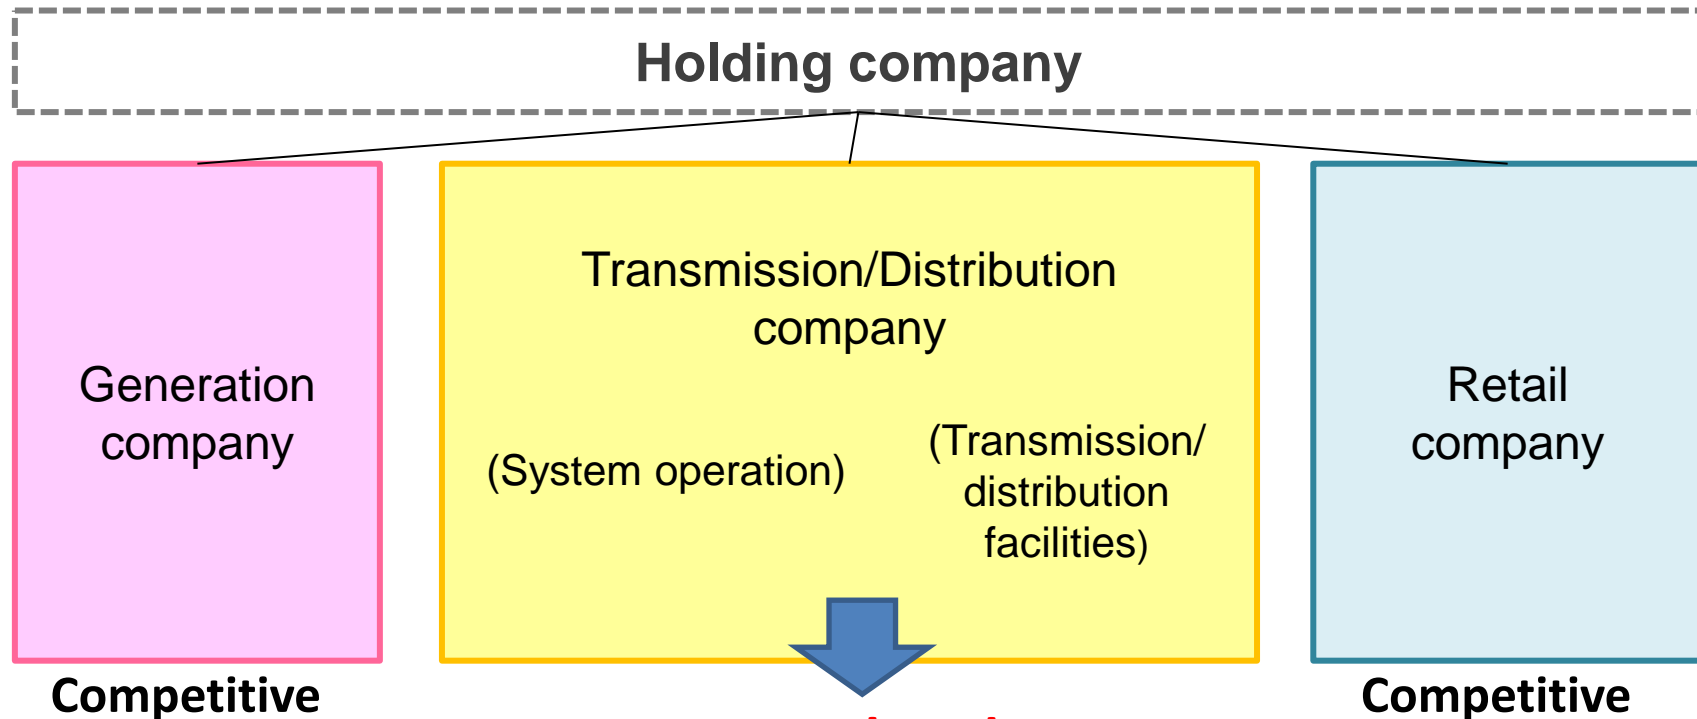 Holding company
Generation
company
Transmission/Distribution
company
(System operation)
(Transmission/
distribution
facilities)
Retail
company
Competitive
Competitive